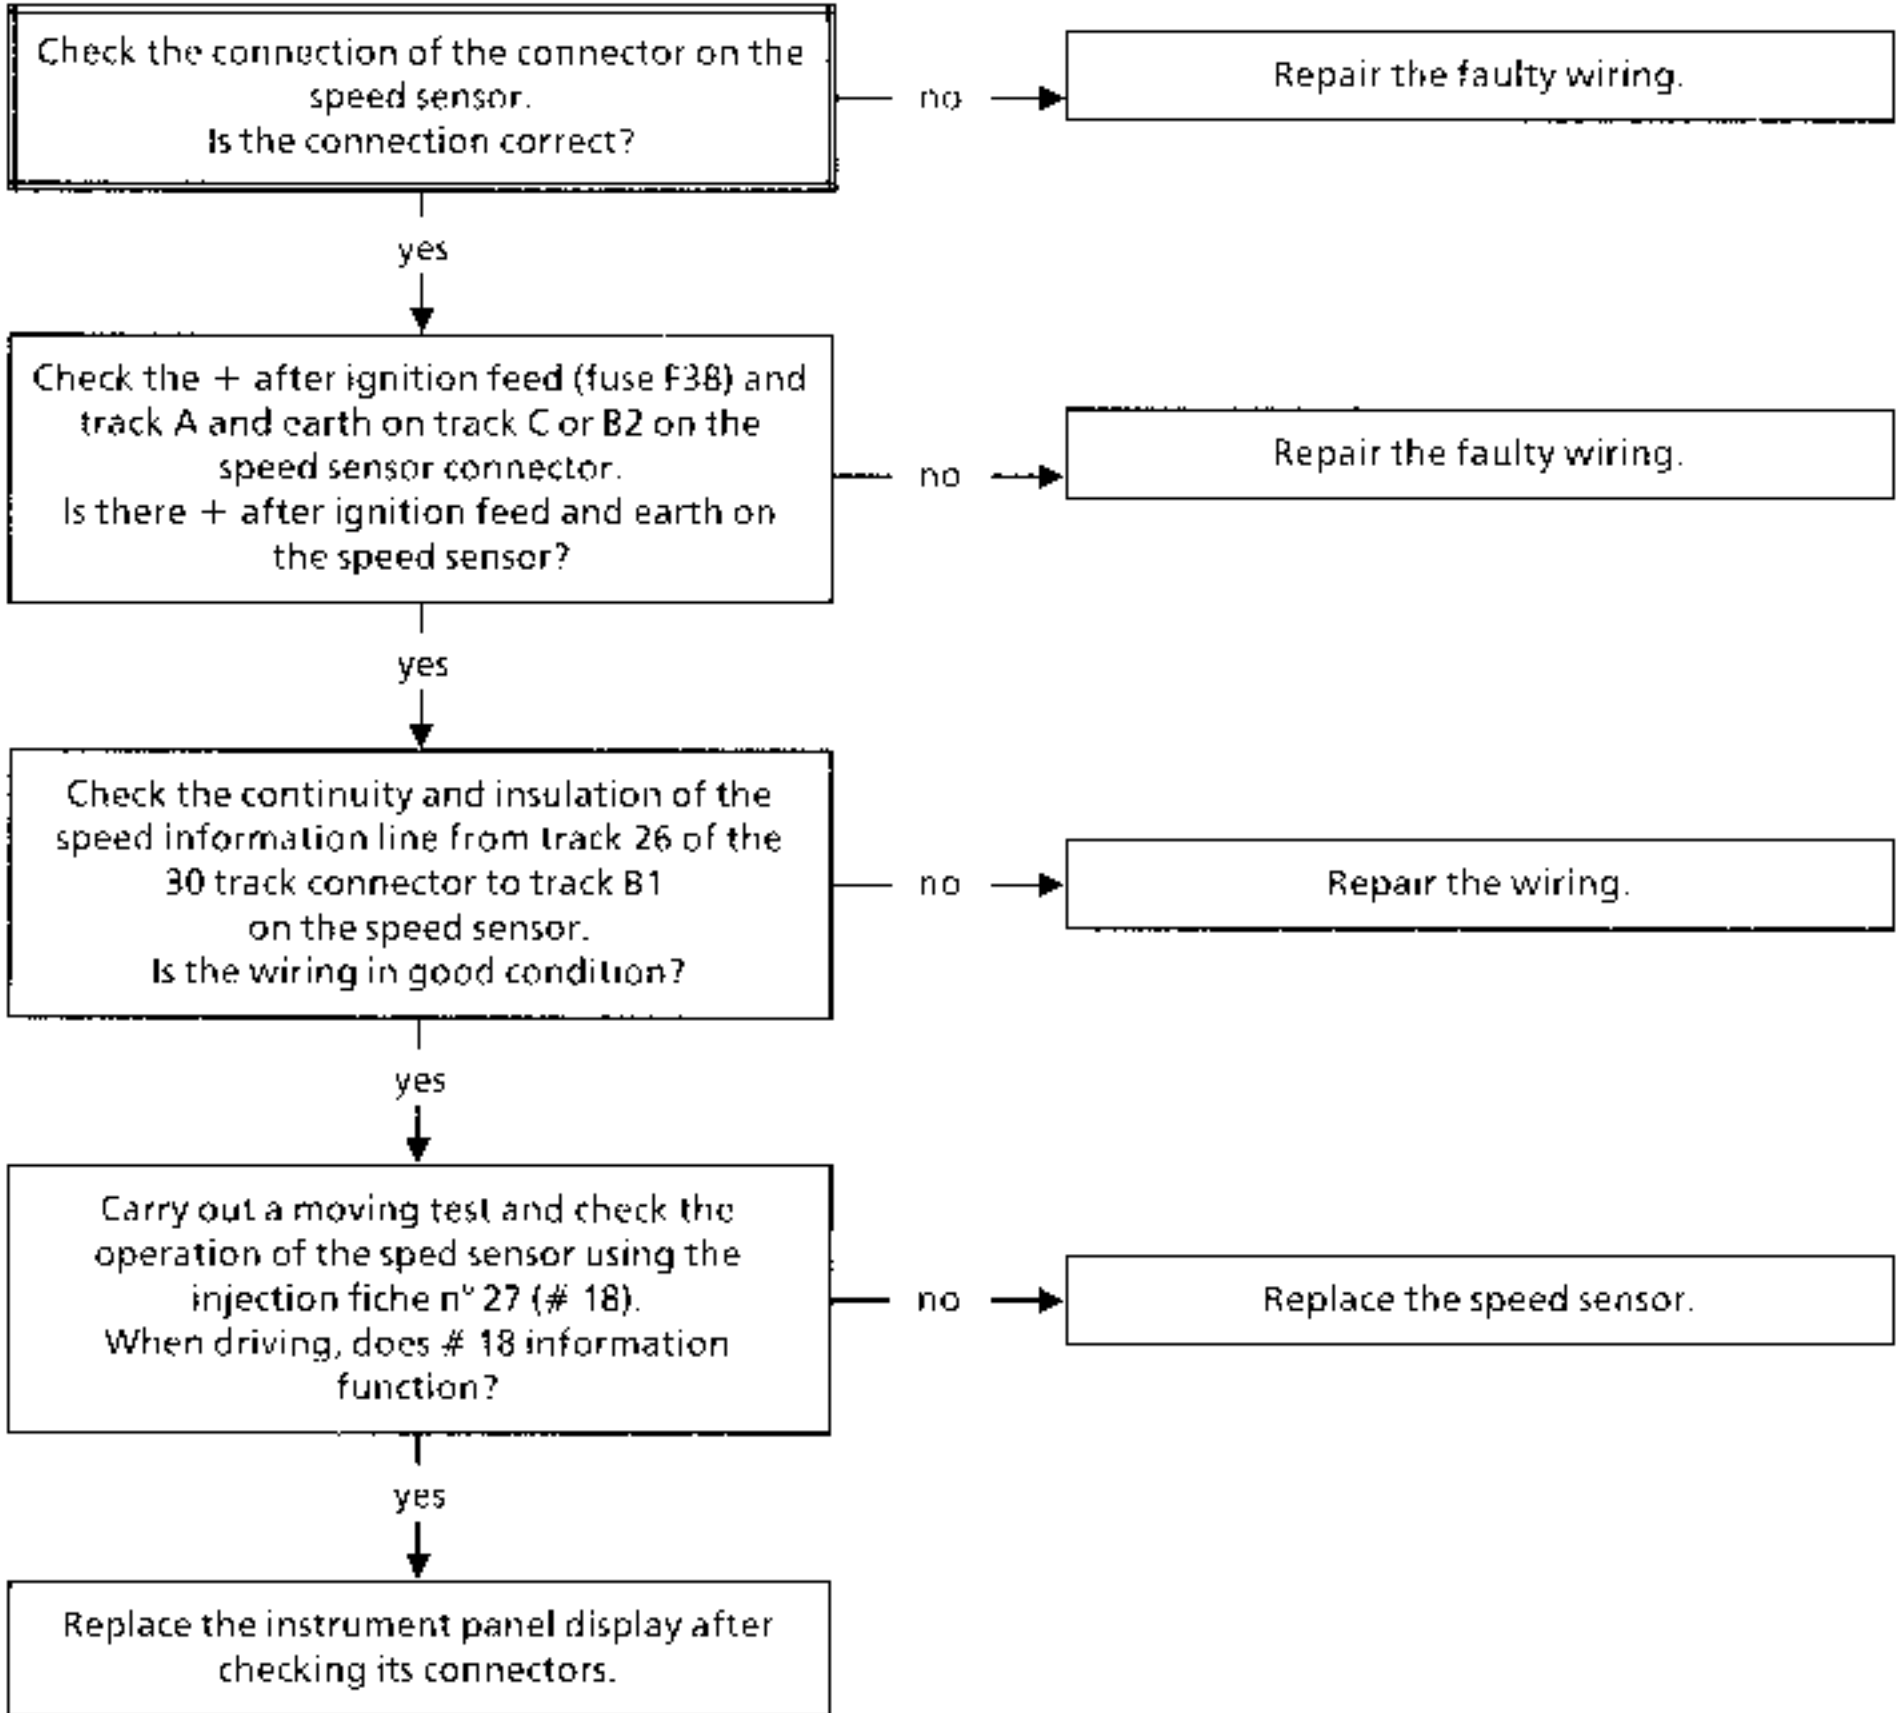 Check the connection of the connector on the
speed sensor.
Is the connection correct?
no
Repair the faulty wiring.
yes
Check the + after ignition feed (fuse F38) and
track A and earth on track C or B2 on the
speed sensor connector.
Is there + after ignition feed and earth on
the speed sensor?
no
Repair the faulty wiring.
yes
Check the continuity and insulation of the
speed information line from track 26 of the
30 track connector to track B1
on the speed sensor.
Is the wiring in good condition?
no
Repair the wiring.
yes
Carry out a moving test and check the
operation of the sped sensor using the
injection fiche n° 27 (# 18).
When driving, does # 18 information
function?
no
Replace the speed sensor.
yes
Replace the instrument panel display after
checking its connectors.